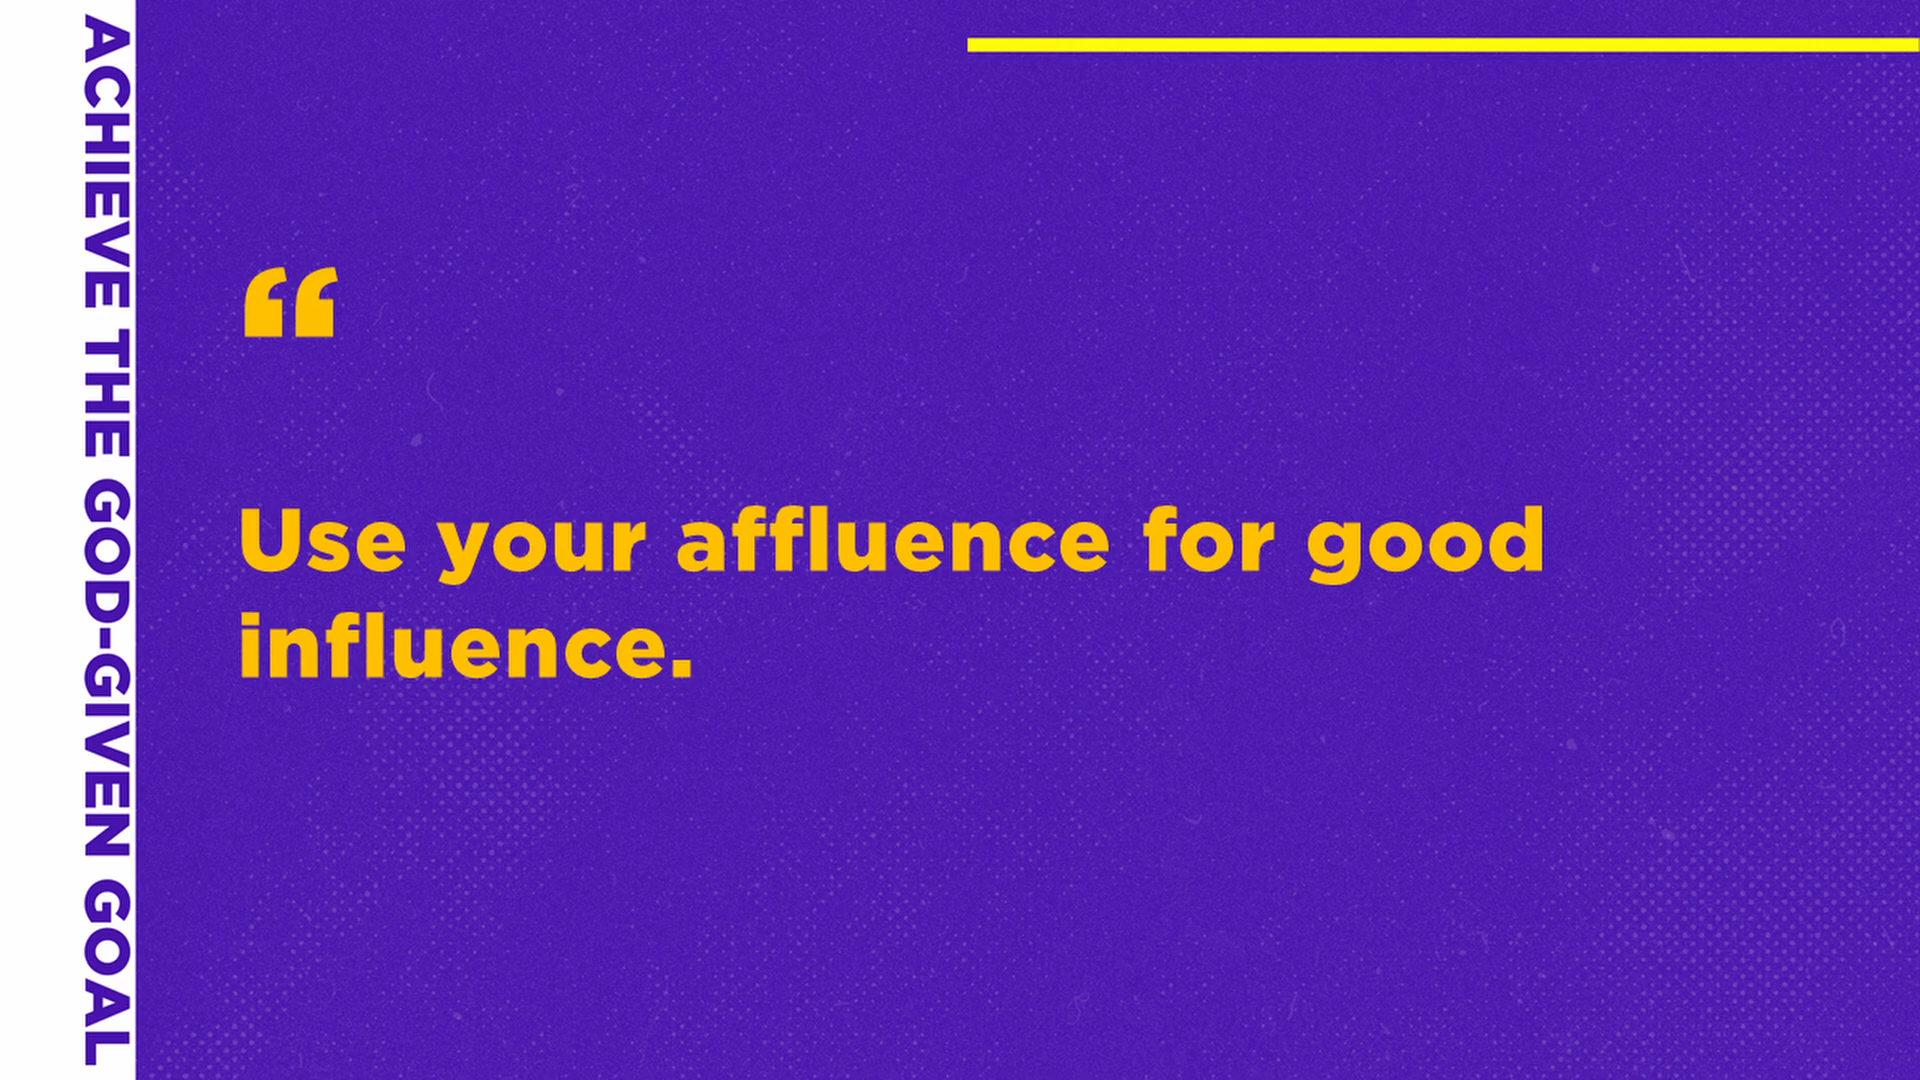 ACHIEVE THE GOD-GIVEN GOAL
“
Use your affluence for good
influence.